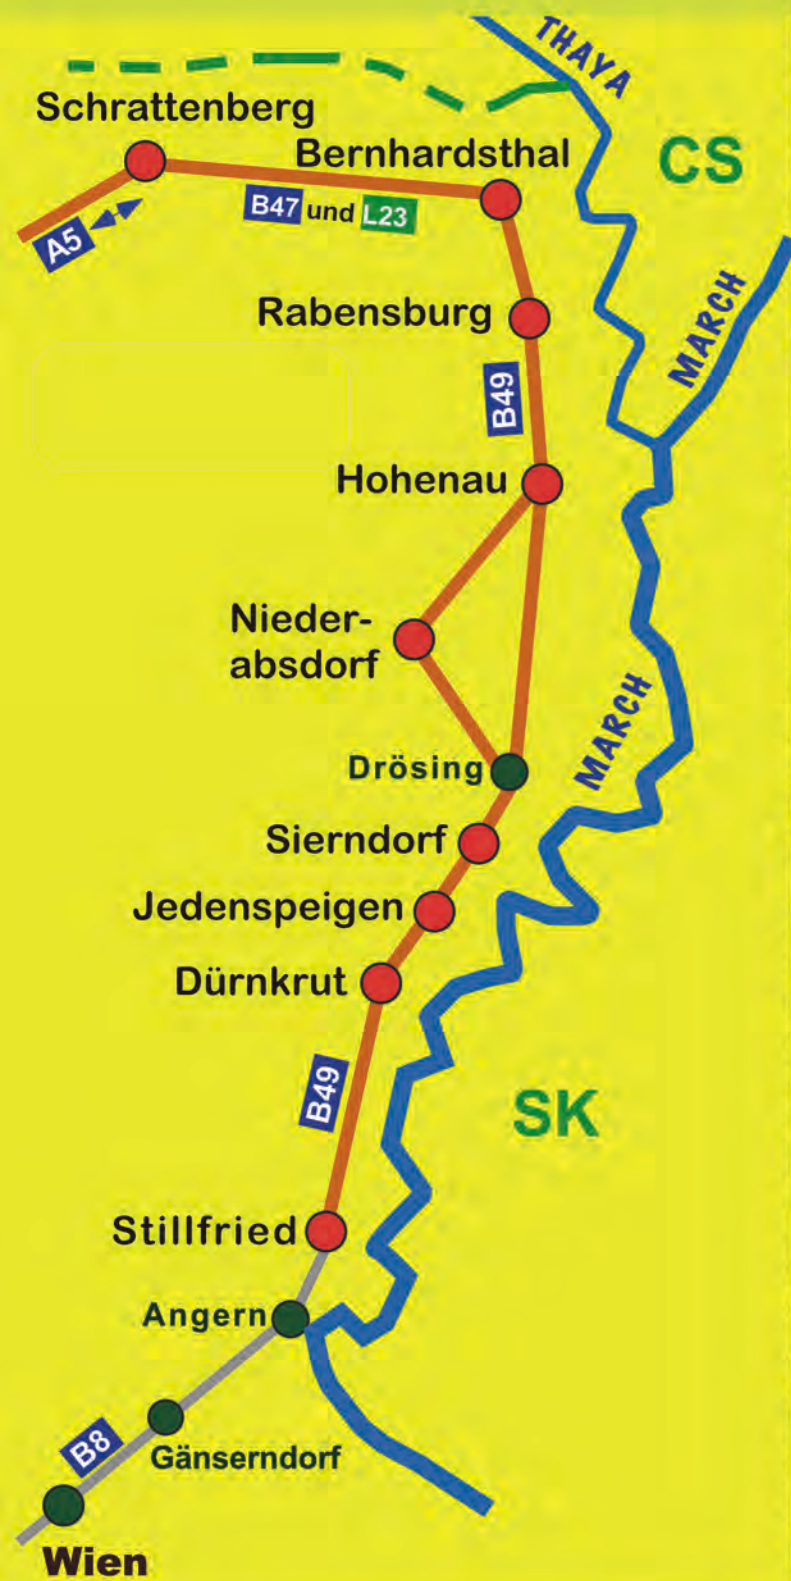 THAYA
Schrattenberg
Bernhardsthal
CS
B47 und L23
A5
MARCH
Rabensburg
B49
Hohenau
Nieder-
absdorf
MARCH
Drösing
Sierndorf
Jedenspeigen
Dürnkrut
B49
SK
Stillfried
Angern
B8
Gänserndorf
Wien